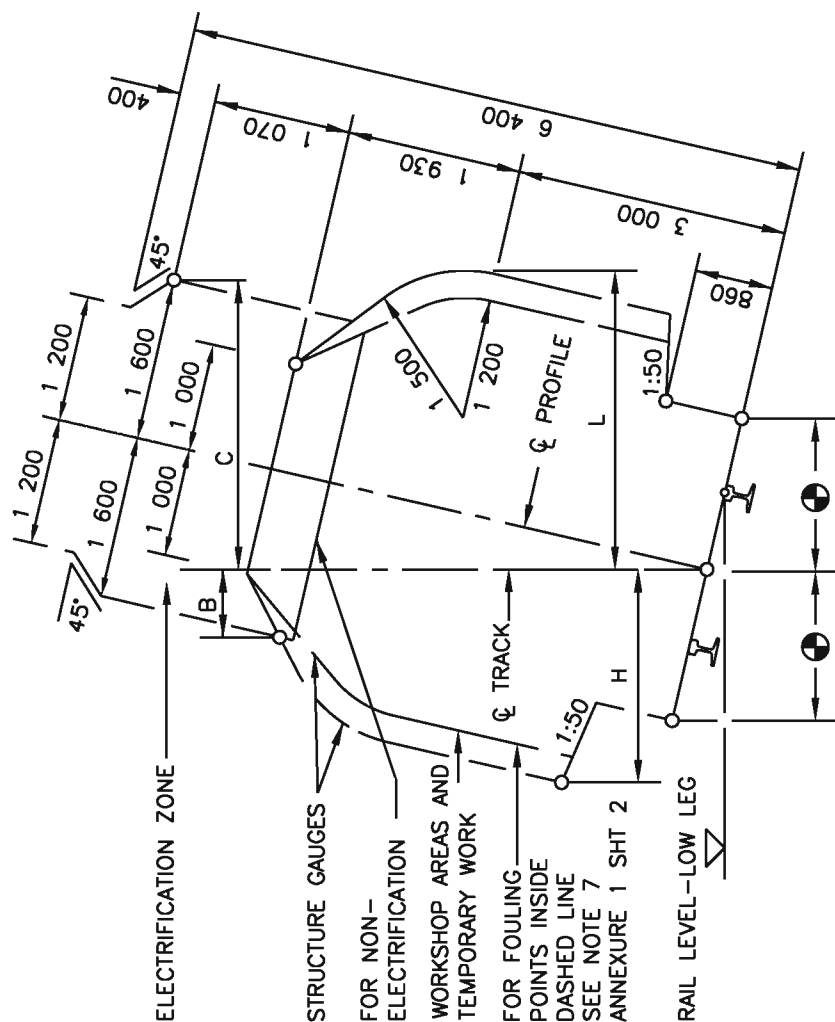 400
1 070
1 930
6 400
3 000
860
45°
1 200
1 600
1 000
1 200
1 600
1 000
45°
C
B
1 500
1 200
℄ PROFILE
L
1:50
℄ TRACK
H
1:50
ELECTRIFICATION ZONE
STRUCTURE GAUGES
FOR NON-
ELECTRIFICATION
WORKSHOP AREAS AND
TEMPORARY WORK
FOR FOULING
POINTS INSIDE
DASHED LINE
SEE NOTE 7
ANNEXURE 1 SHT 2
RAIL LEVEL-LOW LEG